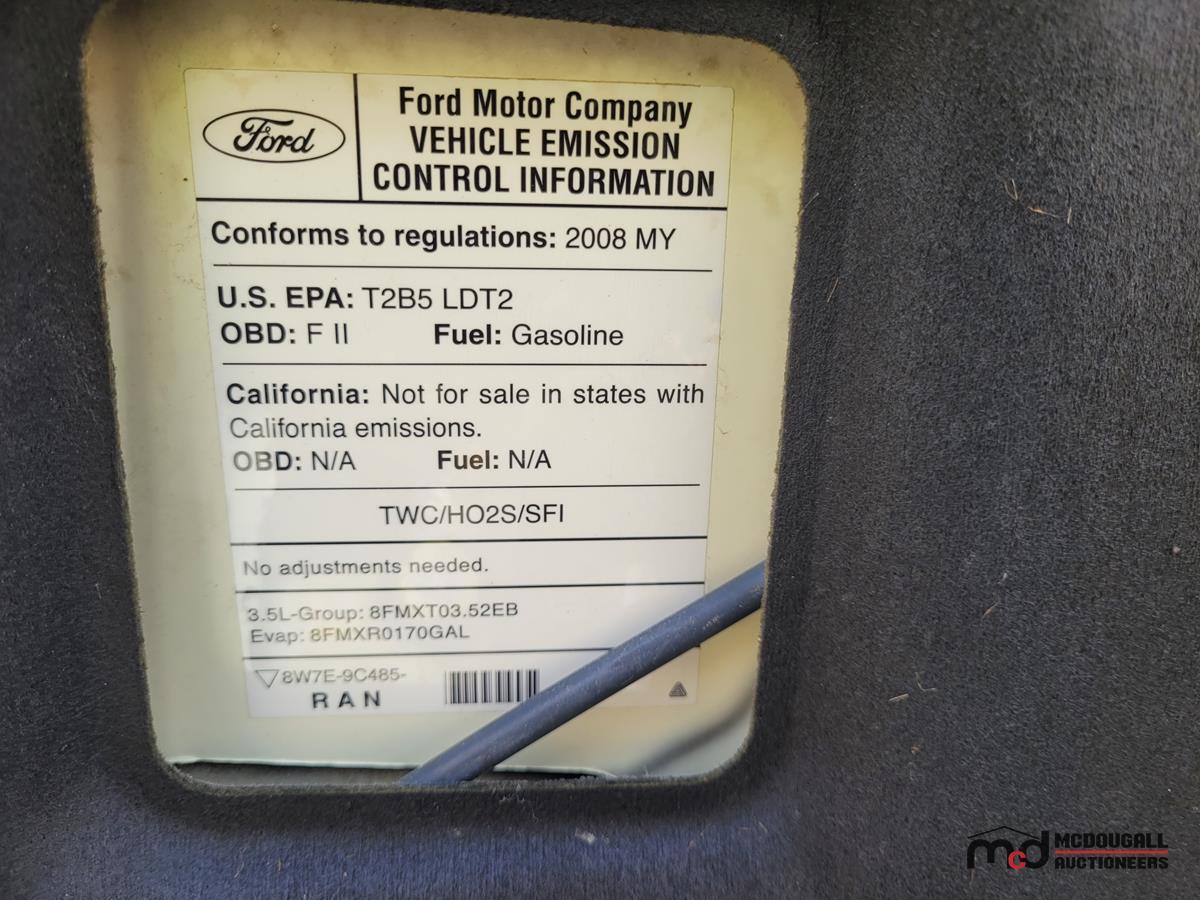 Ford
Ford Motor Company
VEHICLE EMISSION
CONTROL INFORMATION
Conforms to regulations: 2008 MY
U.S. EPA: T2B5 LDT2
OBD: F II Fuel: Gasoline
California: Not for sale in states with
California emissions.
OBD: N/A Fuel: N/A
TWC/HO2S/SFI
No adjustments needed.
3.5L-Group: 8FMXT03.52EB
Evap: 8FMXR0170GAL
8W7E-9C485-
RAN
mcd MCDOUGALL
AUCTIONEERS